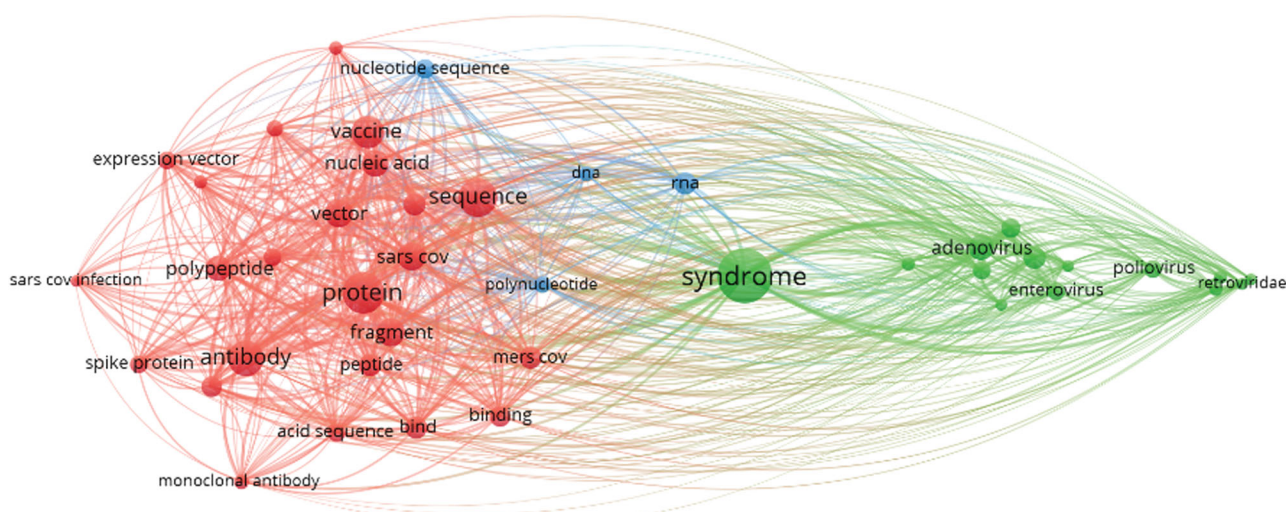 nucleotide sequence
vaccine
expression vector
nucleic acid
dna
rna
sequence
vector
adenovirus
sars cov
polypeptide
poliovirus
syndrome
sars cov infection
retroviridae
polynucleotide
enterovirus
protein
fragment
antibody
mers cov
spike protein
peptide
binding
bind
acid sequence
monoclonal antibody